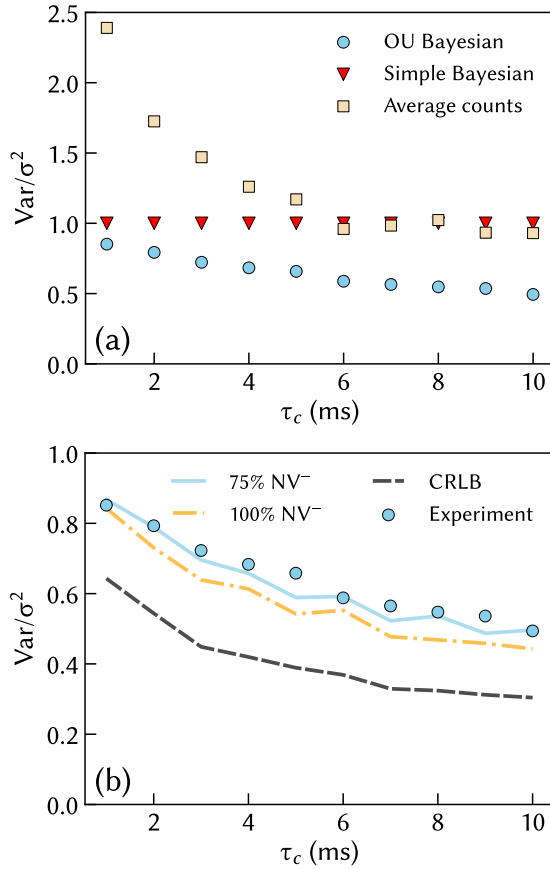 2.5
2.0
1.5
1.0
0.5
0.0
Var/σ²
OU Bayesian
Simple Bayesian
Average counts
(a)
2 4 6 8 10
τc (ms)
1.0
0.8
0.6
0.4
0.2
0.0
Var/σ²
75% NV⁻
100% NV⁻
CRLB
Experiment
(b)
2 4 6 8 10
τc (ms)